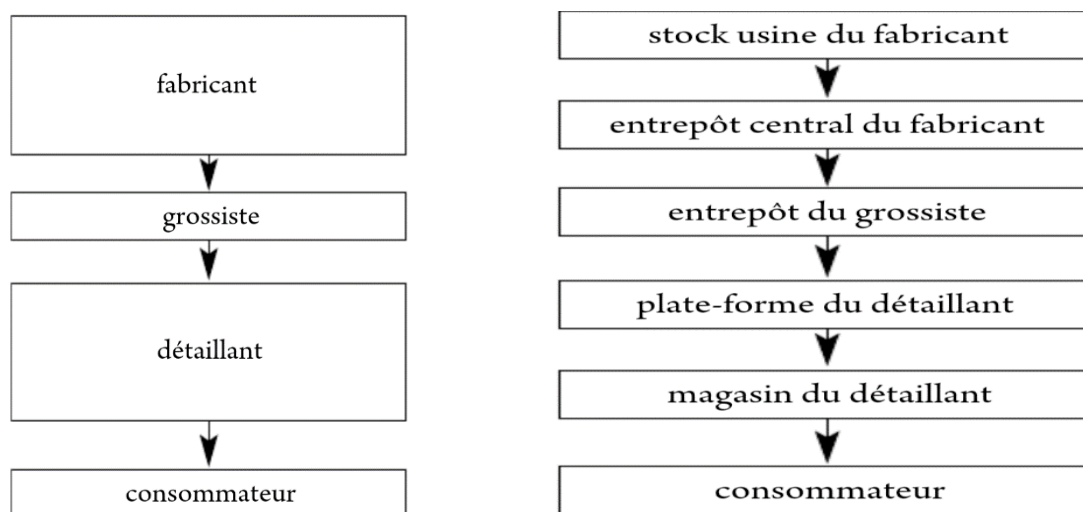 fabricant
grossiste
détaillant
consommateur
stock usine du fabricant
entrepôt central du fabricant
entrepôt du grossiste
plate-forme du détaillant
magasin du détaillant
consommateur